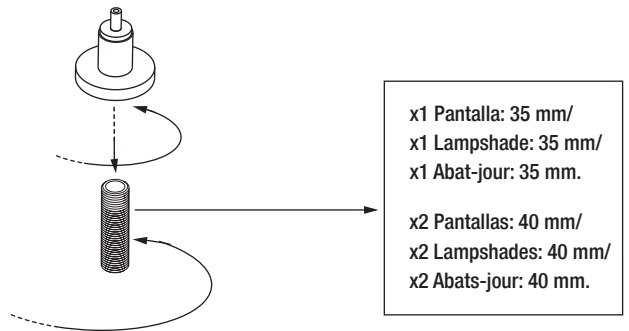 x1 Pantalla: 35 mm/
x1 Lampshade: 35 mm/
x1 Abat-jour: 35 mm.
x2 Pantallas: 40 mm/
x2 Lampshades: 40 mm/
x2 Abats-jour: 40 mm.